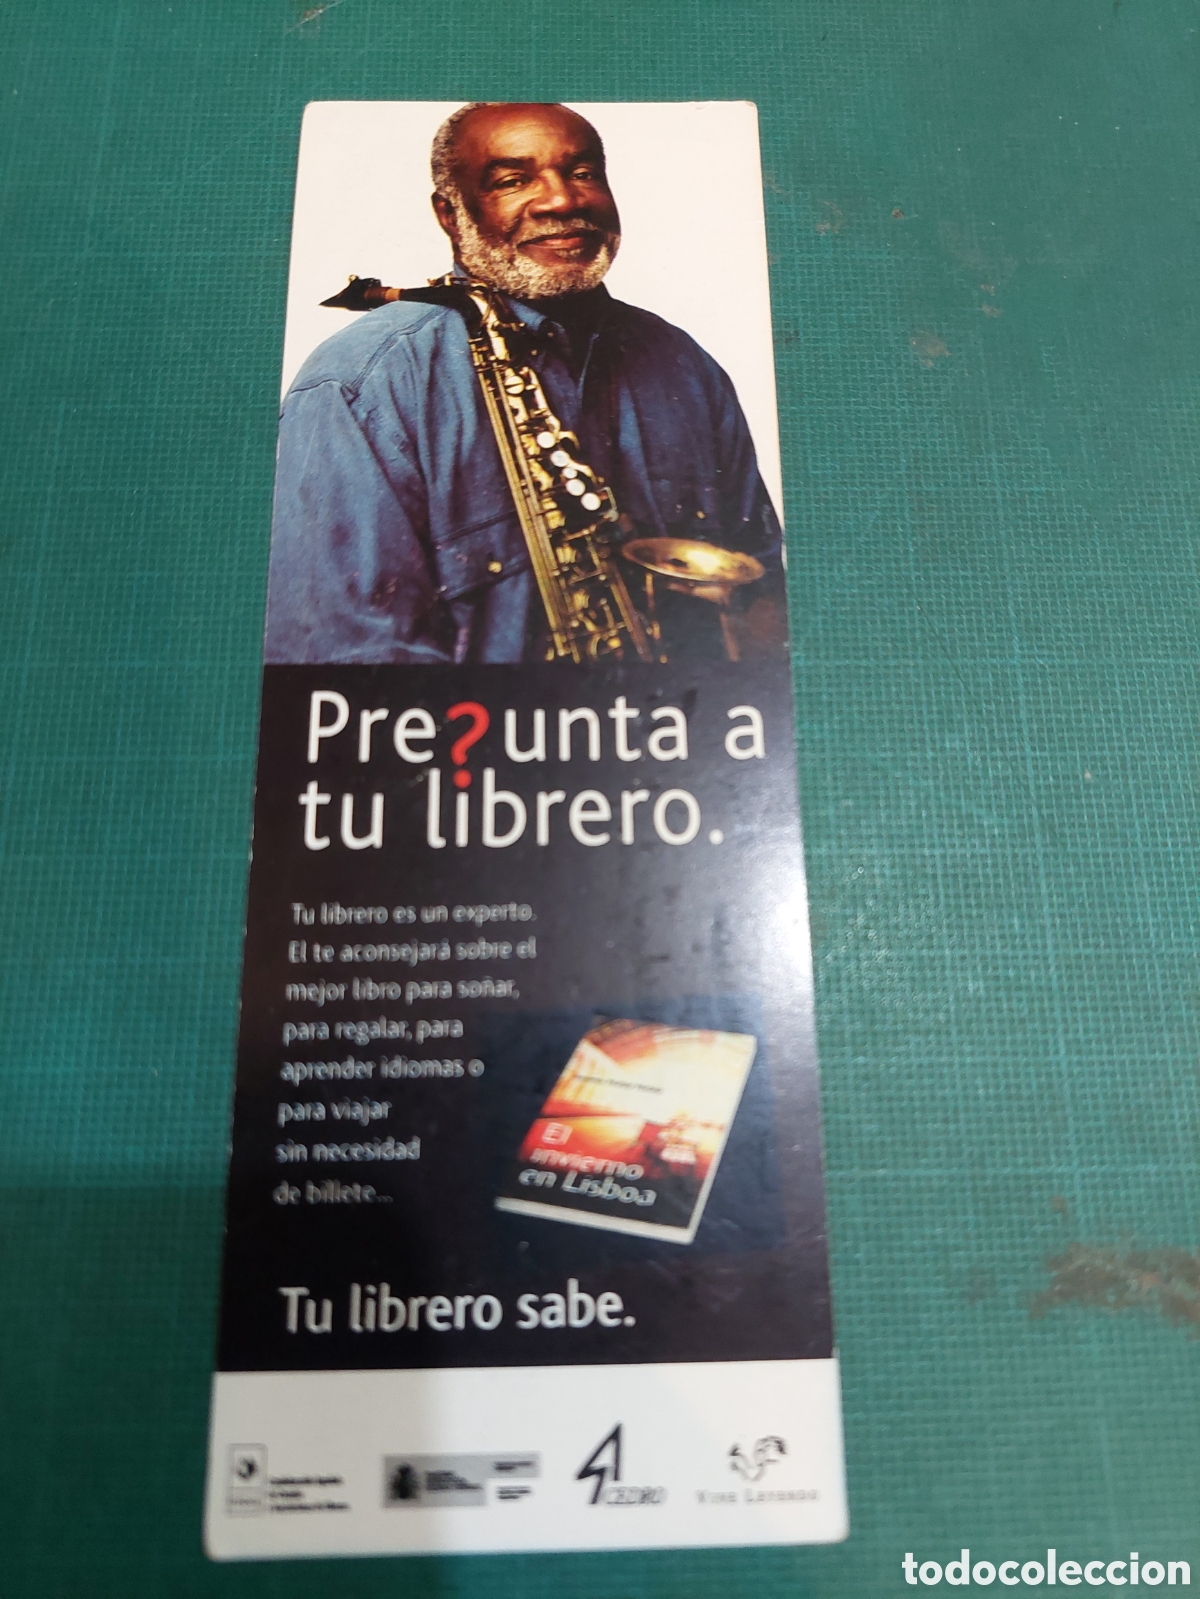 Pre?unta a
tu librero.
Tu librero es un experto.
El te aconsejará sobre el
mejor libro para soñar,
para regalar, para
aprender idiomas o
para viajar
sin necesidad
de billete...
El
invierno
en Lisboa
Tu librero sabe.
CEDRO
VIVE LEYENDO
todocoleccion